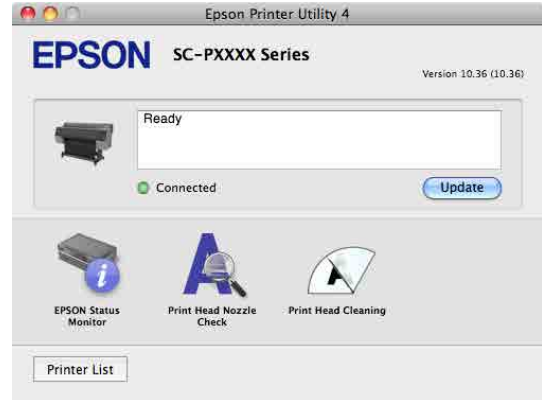 Epson Printer Utility 4
EPSON
SC-PXXXX Series
Version 10.36 (10.36)
Ready
Connected
Update
EPSON Status
Monitor
Print Head Nozzle
Check
Print Head Cleaning
Printer List